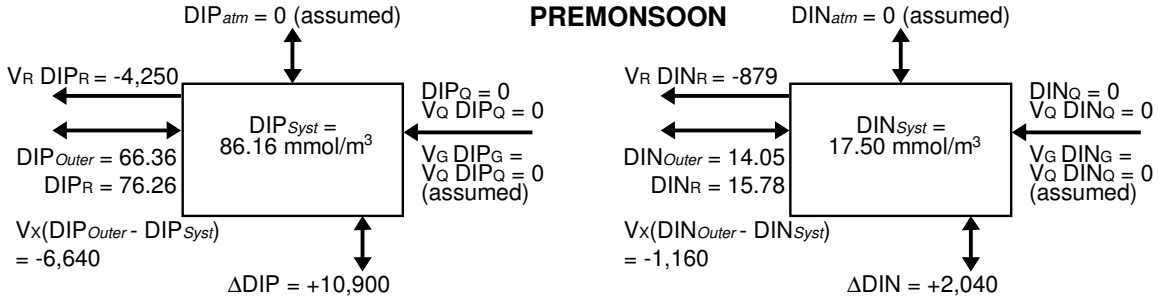 PREMONSOON
DIPatm = 0 (assumed)
VR DIPR = -4,250
DIPQ = 0
VQ DIPQ = 0
DIPSyst =
86.16 mmol/m³
DIPOuter = 66.36
DIPR = 76.26
VG DIPG =
VQ DIPQ = 0
(assumed)
VX(DIPOuter - DIPSyst)
= -6,640
ΔDIP = +10,900
DINatm = 0 (assumed)
VR DINR = -879
DINQ = 0
VQ DINQ = 0
DINSyst =
17.50 mmol/m³
DINOuter = 14.05
DINR = 15.78
VG DING =
VQ DINQ = 0
(assumed)
VX(DINOuter - DINSyst)
= -1,160
ΔDIN = +2,040